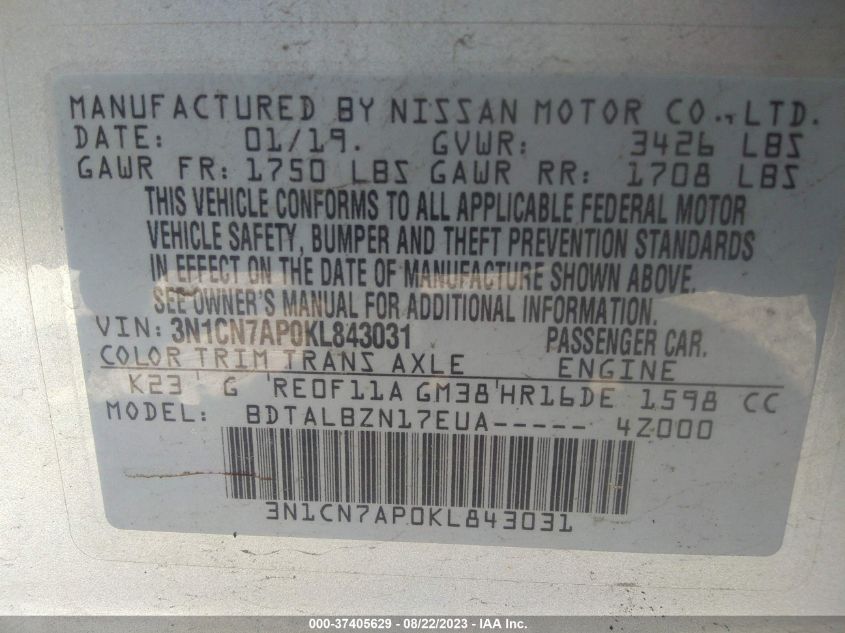 MANUFACTURED BY NISSAN MOTOR CO., LTD.
DATE: 01/19. GVWR: 3426 LBS
GAWR FR: 1750 LBS GAWR RR: 1708 LBS
THIS VEHICLE CONFORMS TO ALL APPLICABLE FEDERAL MOTOR
VEHICLE SAFETY, BUMPER AND THEFT PREVENTION STANDARDS
IN EFFECT ON THE DATE OF MANUFACTURE SHOWN ABOVE.
SEE OWNER'S MANUAL FOR ADDITIONAL INFORMATION.
VIN: 3N1CN7AP0KL843031 PASSENGER CAR.
COLOR TRIM TRANS AXLE ENGINE
K23 ' G 'RE0F11A GM38'HR16DE 1598 CC
MODEL: BDTALBZN17EUA----- 4Z000
3N1CN7AP0KL843031
000-37405629 - 08/22/2023 - IAA Inc.